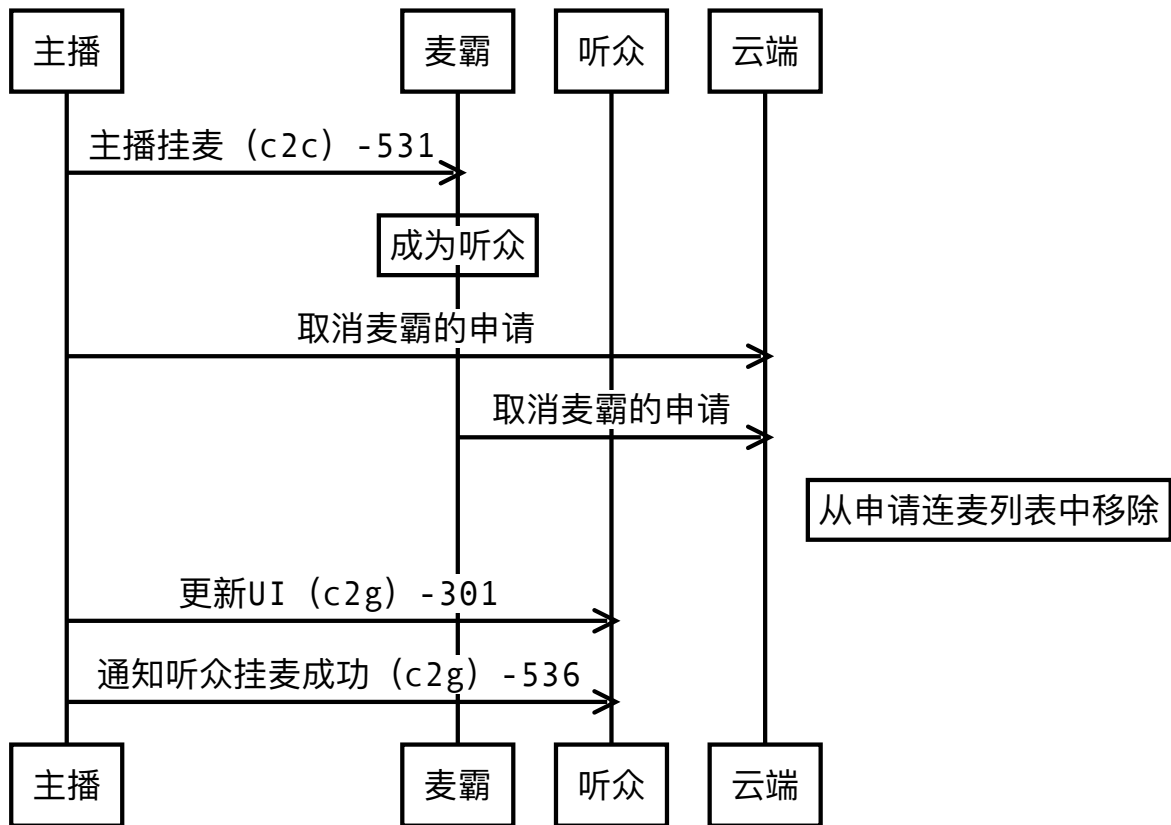 主播
麦霸
听众
云端
主播挂麦（c2c）-531
成为听众
取消麦霸的申请
取消麦霸的申请
从申请连麦列表中移除
更新UI（c2g）-301
通知听众挂麦成功（c2g）-536
主播
麦霸
听众
云端